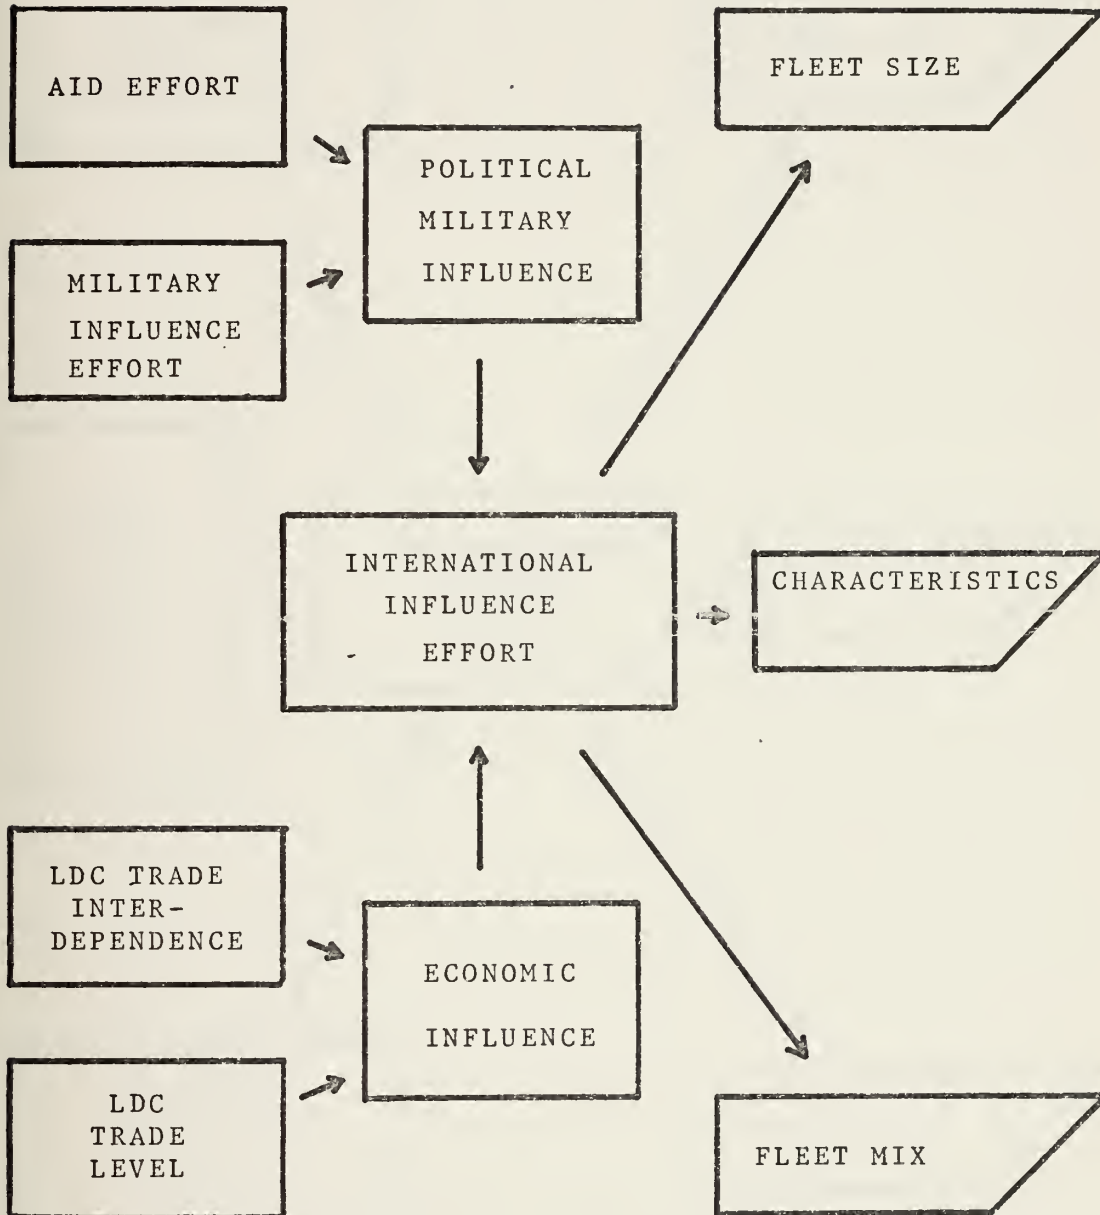 AID EFFORT
FLEET SIZE
POLITICAL
MILITARY
INFLUENCE
MILITARY
INFLUENCE
EFFORT
INTERNATIONAL
INFLUENCE
EFFORT
CHARACTERISTICS
LDC TRADE
INTER-
DEPENDENCE
ECONOMIC
INFLUENCE
LDC
TRADE
LEVEL
FLEET MIX